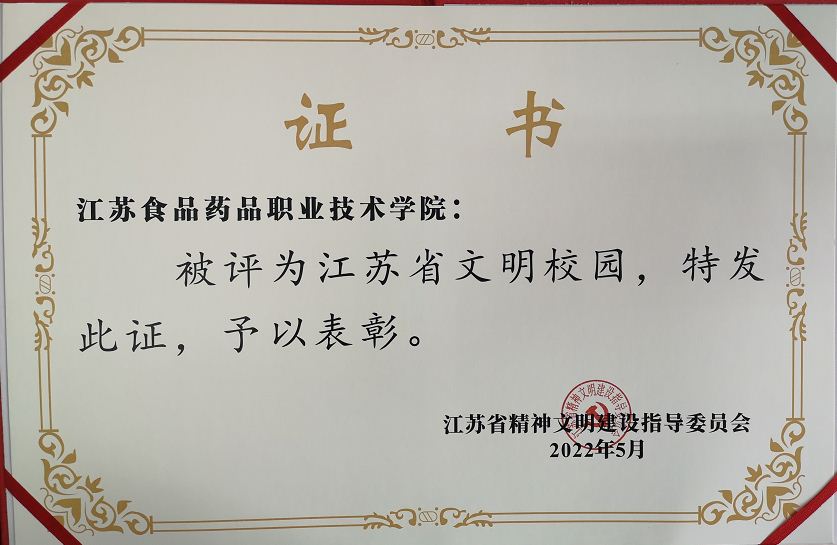 证 书
江苏食品药品职业技术学院：
被评为江苏省文明校园，特发
此证，予以表彰。
江苏省精神文明建设指导委员会
2022年5月